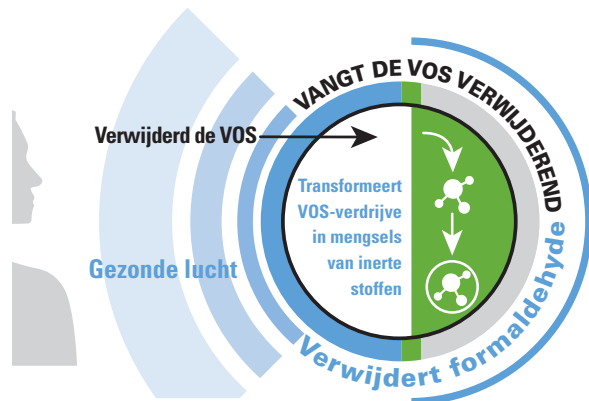 VANGT DE VOS VERWIJDEREND
Verwijderd de VOS
Transformeert
VOS-verdrijve
in mengsels
van inerte
stoffen
Gezonde lucht
Verwijdert formaldehyde